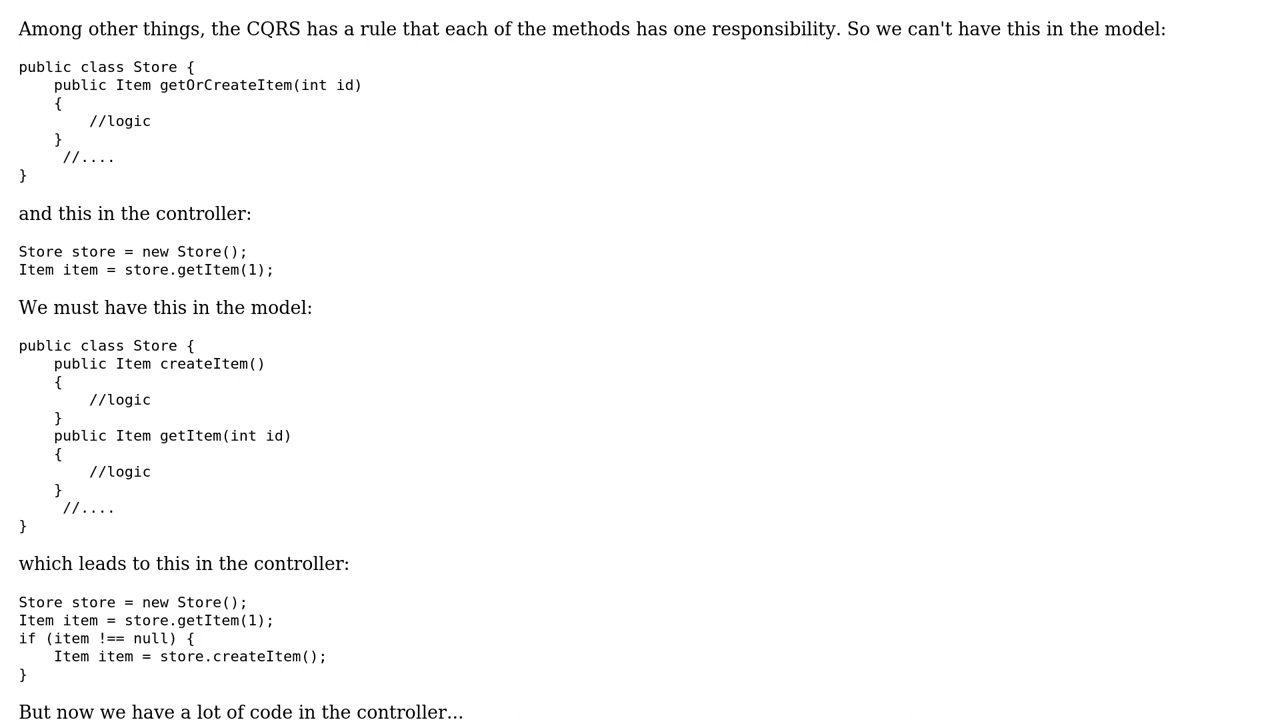 Among other things, the CQRS has a rule that each of the methods has one responsibility. So we can't have this in the model:
public class Store {
    public Item getOrCreateItem(int id)
    {
        //logic
    }
     //....
}
and this in the controller:
Store store = new Store();
Item item = store.getItem(1);
We must have this in the model:
public class Store {
    public Item createItem()
    {
        //logic
    }
    public Item getItem(int id)
    {
        //logic
    }
     //....
}
which leads to this in the controller:
Store store = new Store();
Item item = store.getItem(1);
if (item !== null) {
    Item item = store.createItem();
}
But now we have a lot of code in the controller...